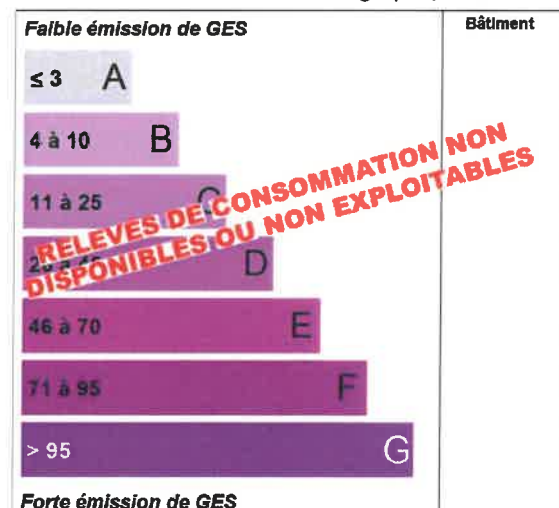 Faible émission de GES
Bâtiment
≤ 3 A
4 à 10 B
11 à 25 C
D
46 à 70 E
71 à 95 F
> 95 G
Forte émission de GES
RELEVES DE CONSOMMATION NON
DISPONIBLES OU NON EXPLOITABLES